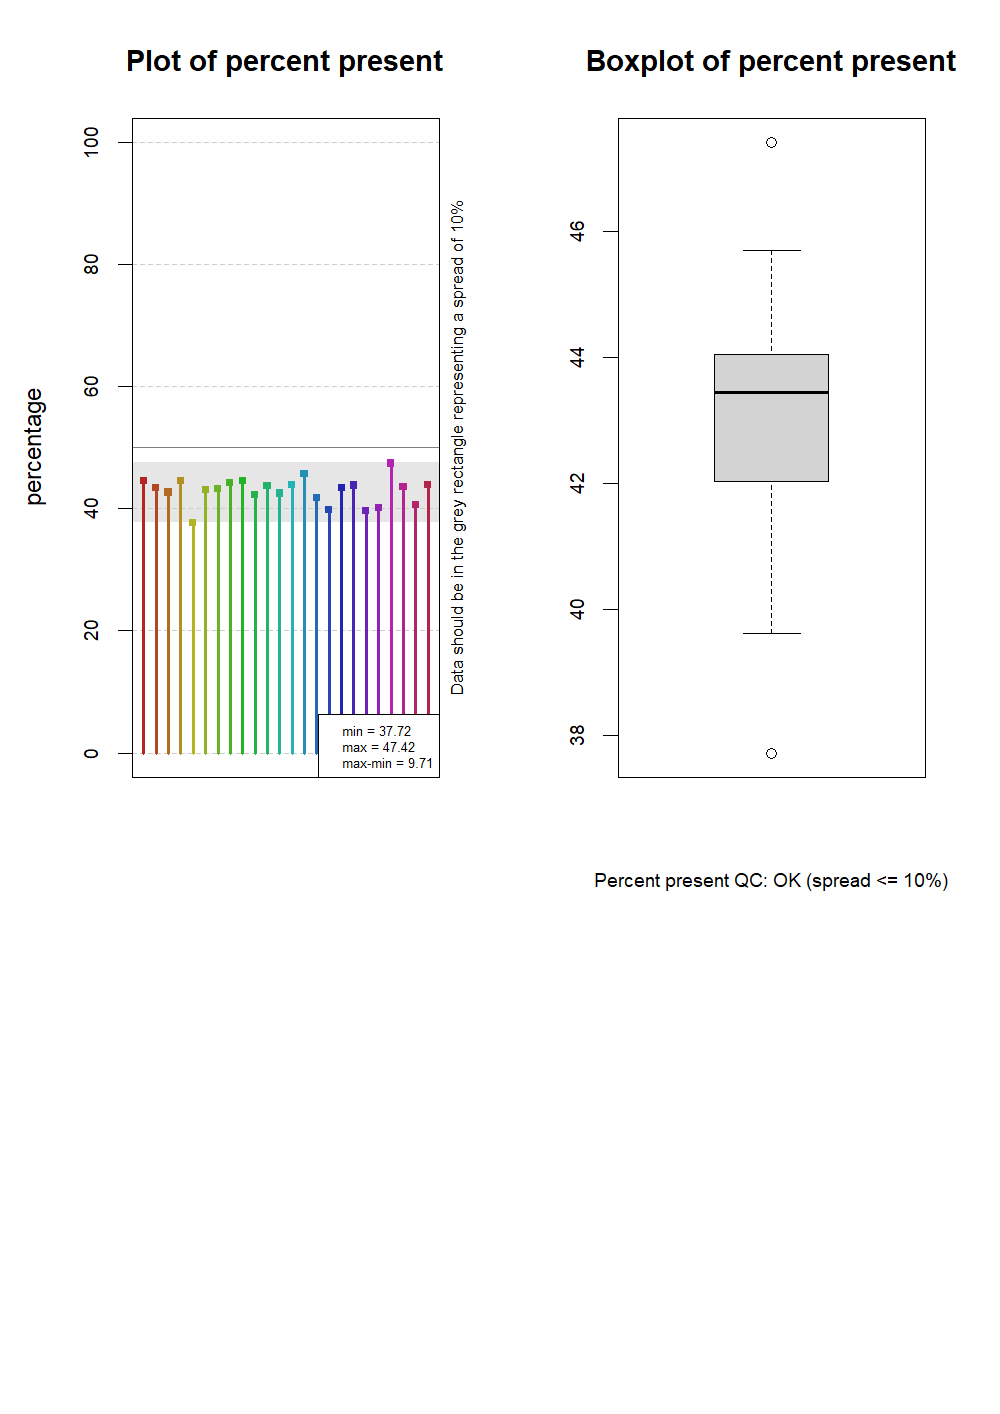 Plot of percent present
percentage
100
80
60
40
20
0
min = 37.72
max = 47.42
max-min = 9.71
Data should be in the grey rectangle representing a spread of 10%
Boxplot of percent present
46
44
42
40
38
Percent present QC: OK (spread <= 10%)